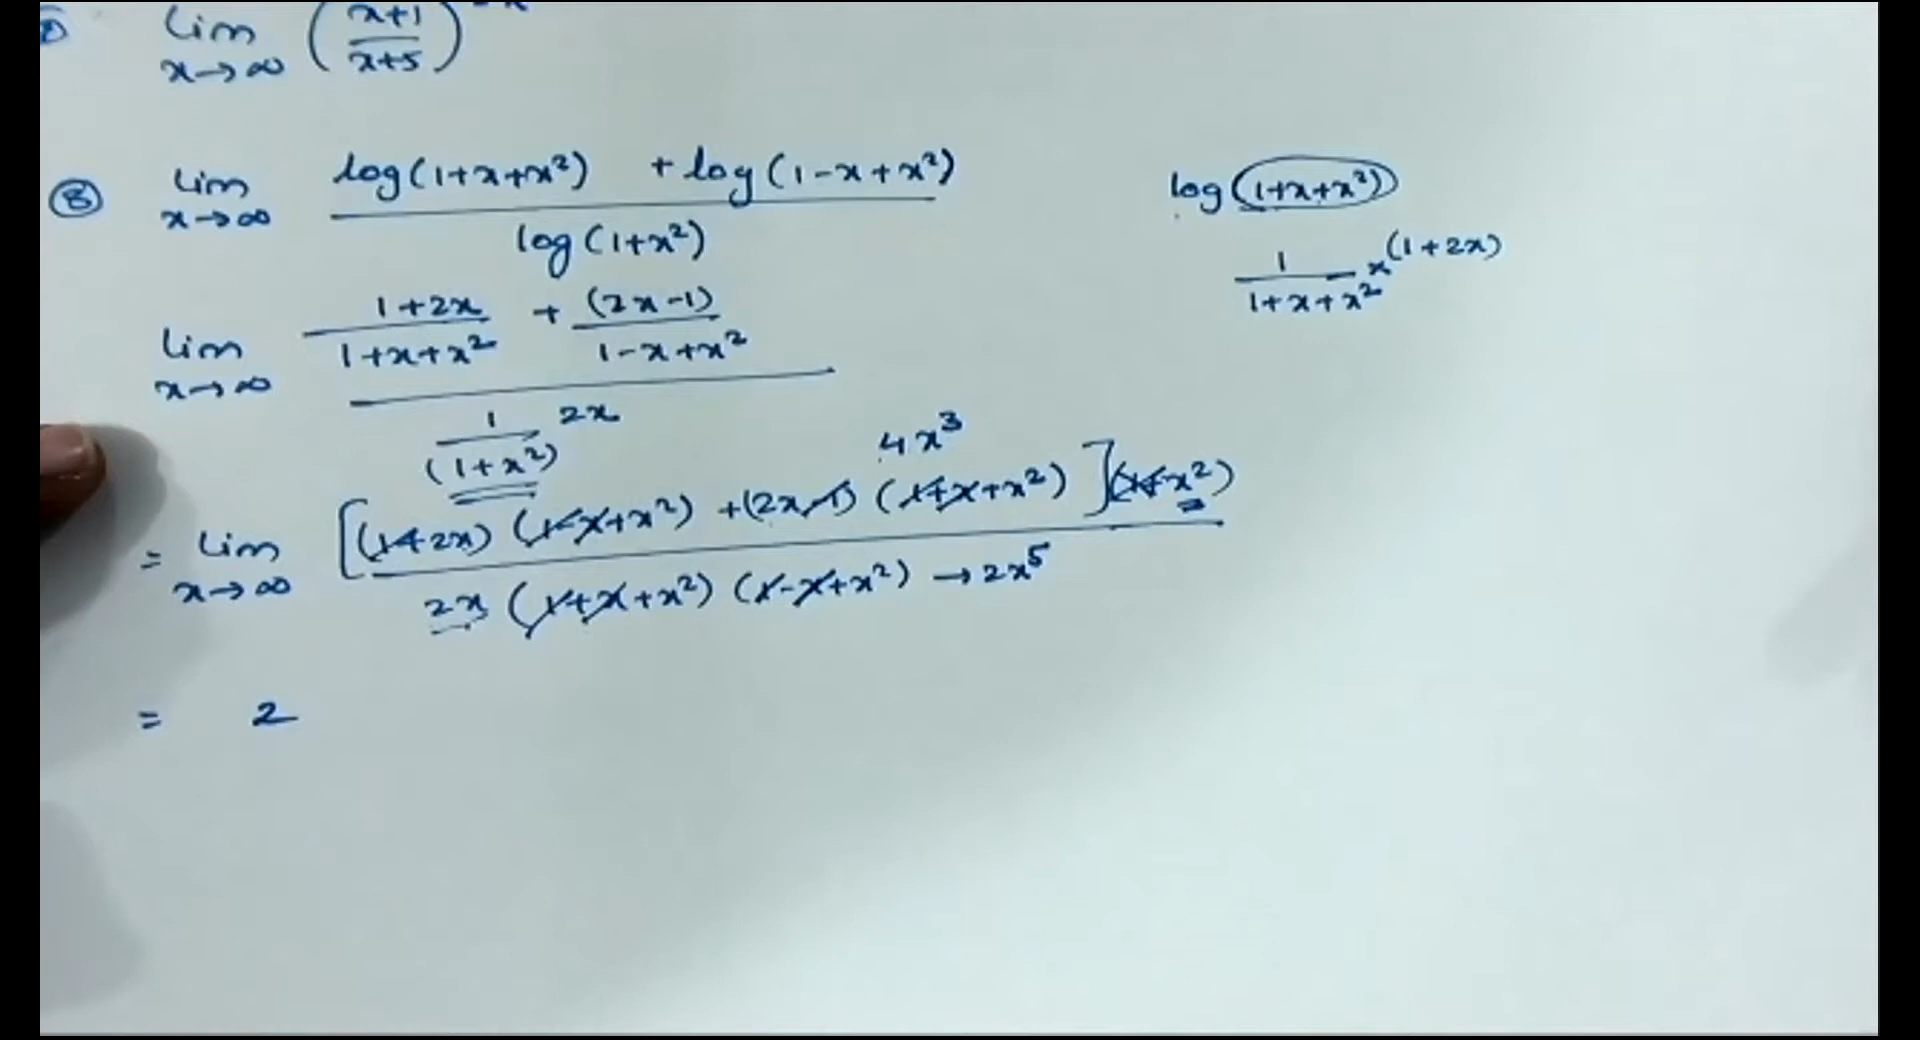 lim x→∞ (x+1/x+5)
⑧ lim x→∞ log(1+x+x²) + log(1-x+x²) / log(1+x²)
log(1+x+x²)
1/1+x+x² × (1+2x)
lim x→∞ 1+2x/1+x+x² + (2x-1)/1-x+x² / 1/(1+x²) 2x
4x³
= lim x→∞ [(1+2x) (1-x+x²) + (2x-1) (1+x+x²)] (1+x²) / 2x (1+x+x²) (1-x+x²) → 2x⁵
= 2